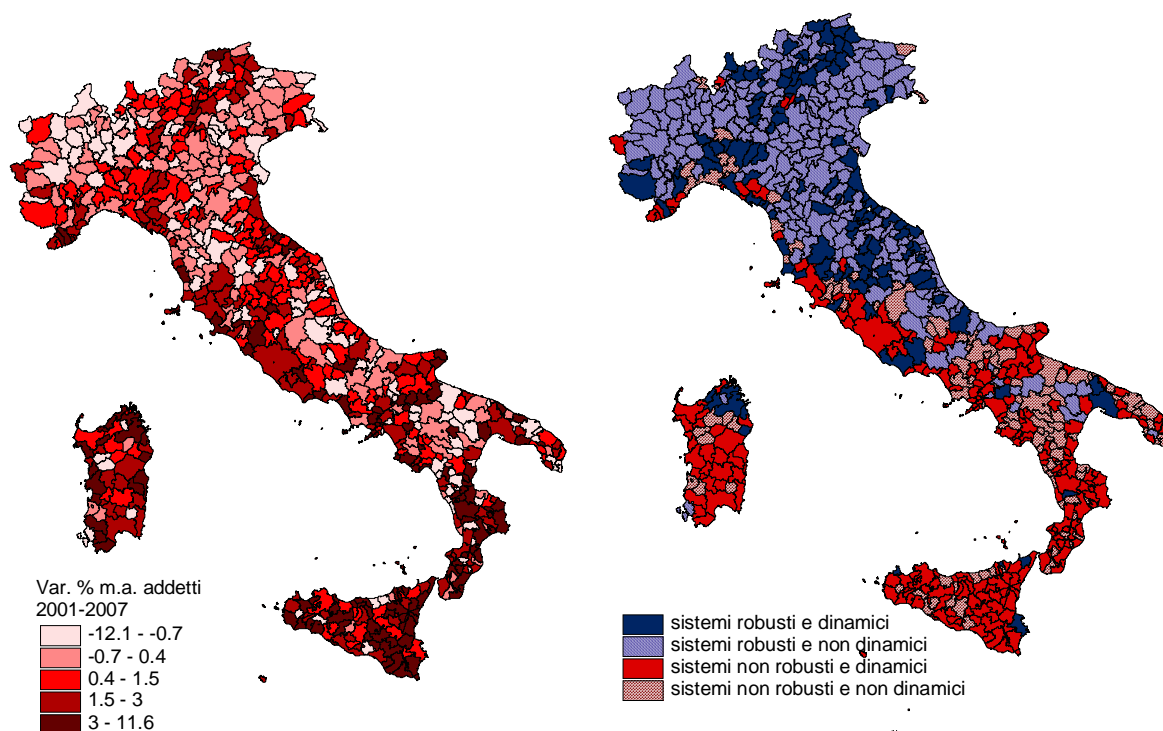 Var. % m.a. addetti
2001-2007
-12.1 - -0.7
-0.7 - 0.4
0.4 - 1.5
1.5 - 3
3 - 11.6
sistemi robusti e dinamici
sistemi robusti e non dinamici
sistemi non robusti e dinamici
sistemi non robusti e non dinamici